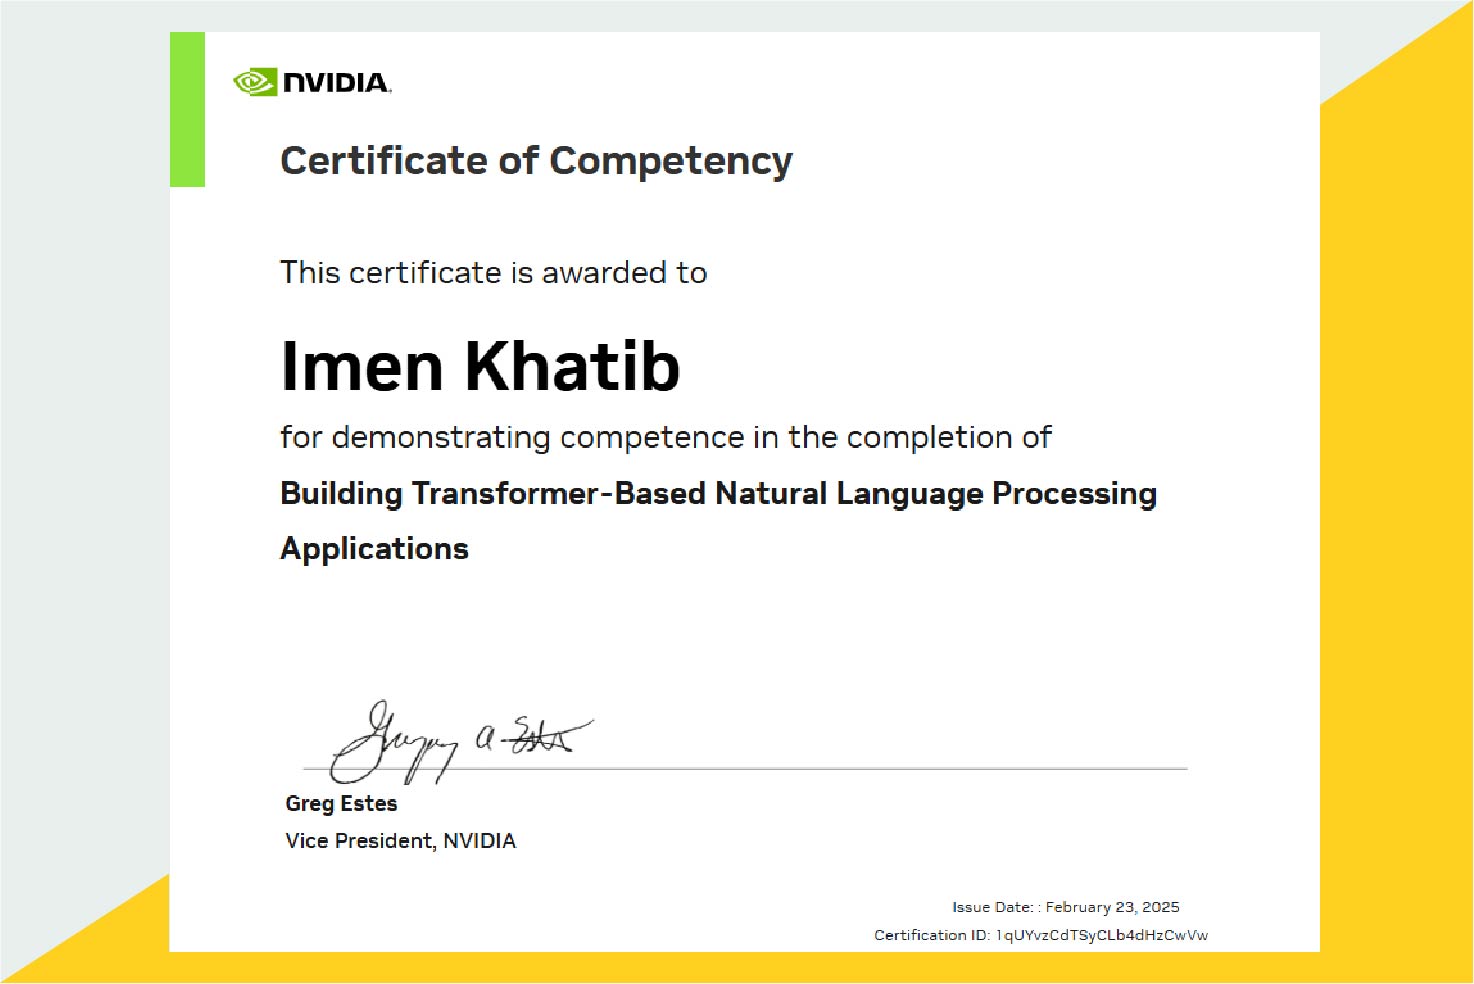 NVIDIA.
Certificate of Competency
This certificate is awarded to
Imen Khatib
for demonstrating competence in the completion of
Building Transformer-Based Natural Language Processing
Applications
Gregory A Estes
Greg Estes
Vice President, NVIDIA
Issue Date: : February 23, 2025
Certification ID: 1qUYvzCdTSyCLb4dHzCwVw